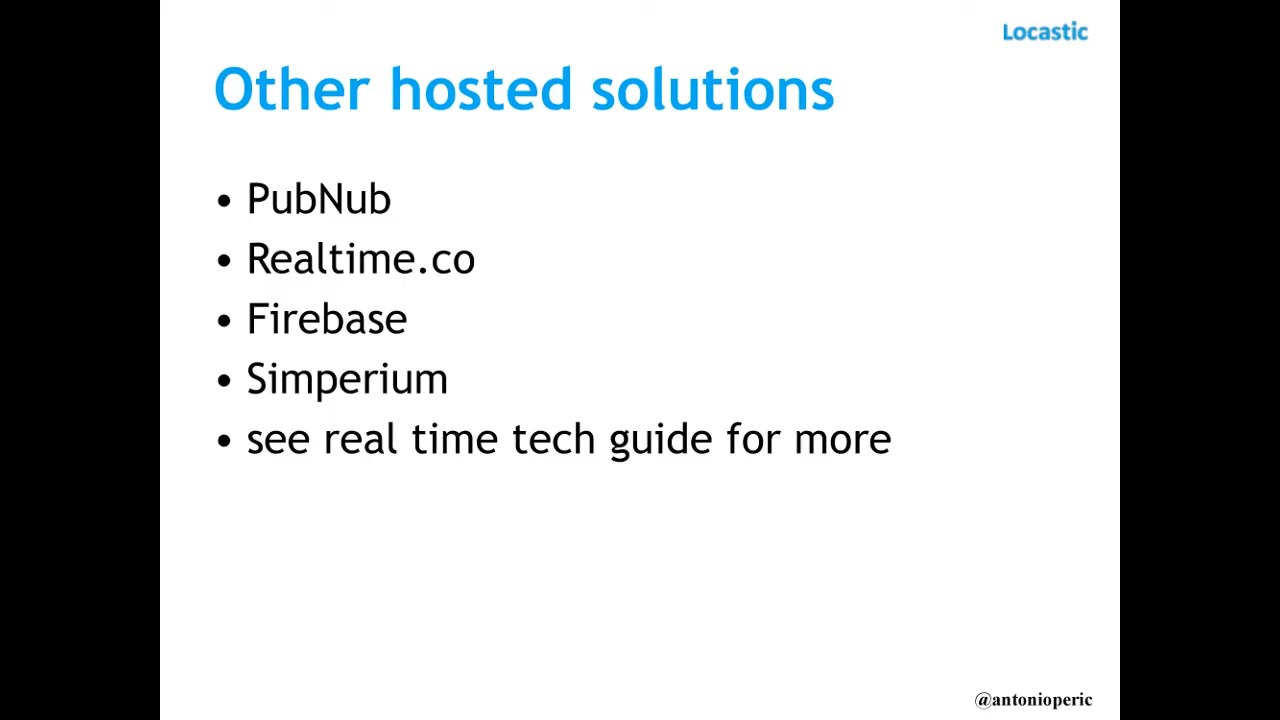 Locastic
Other hosted solutions
• PubNub
• Realtime.co
• Firebase
• Simperium
• see real time tech guide for more
@antonioperic